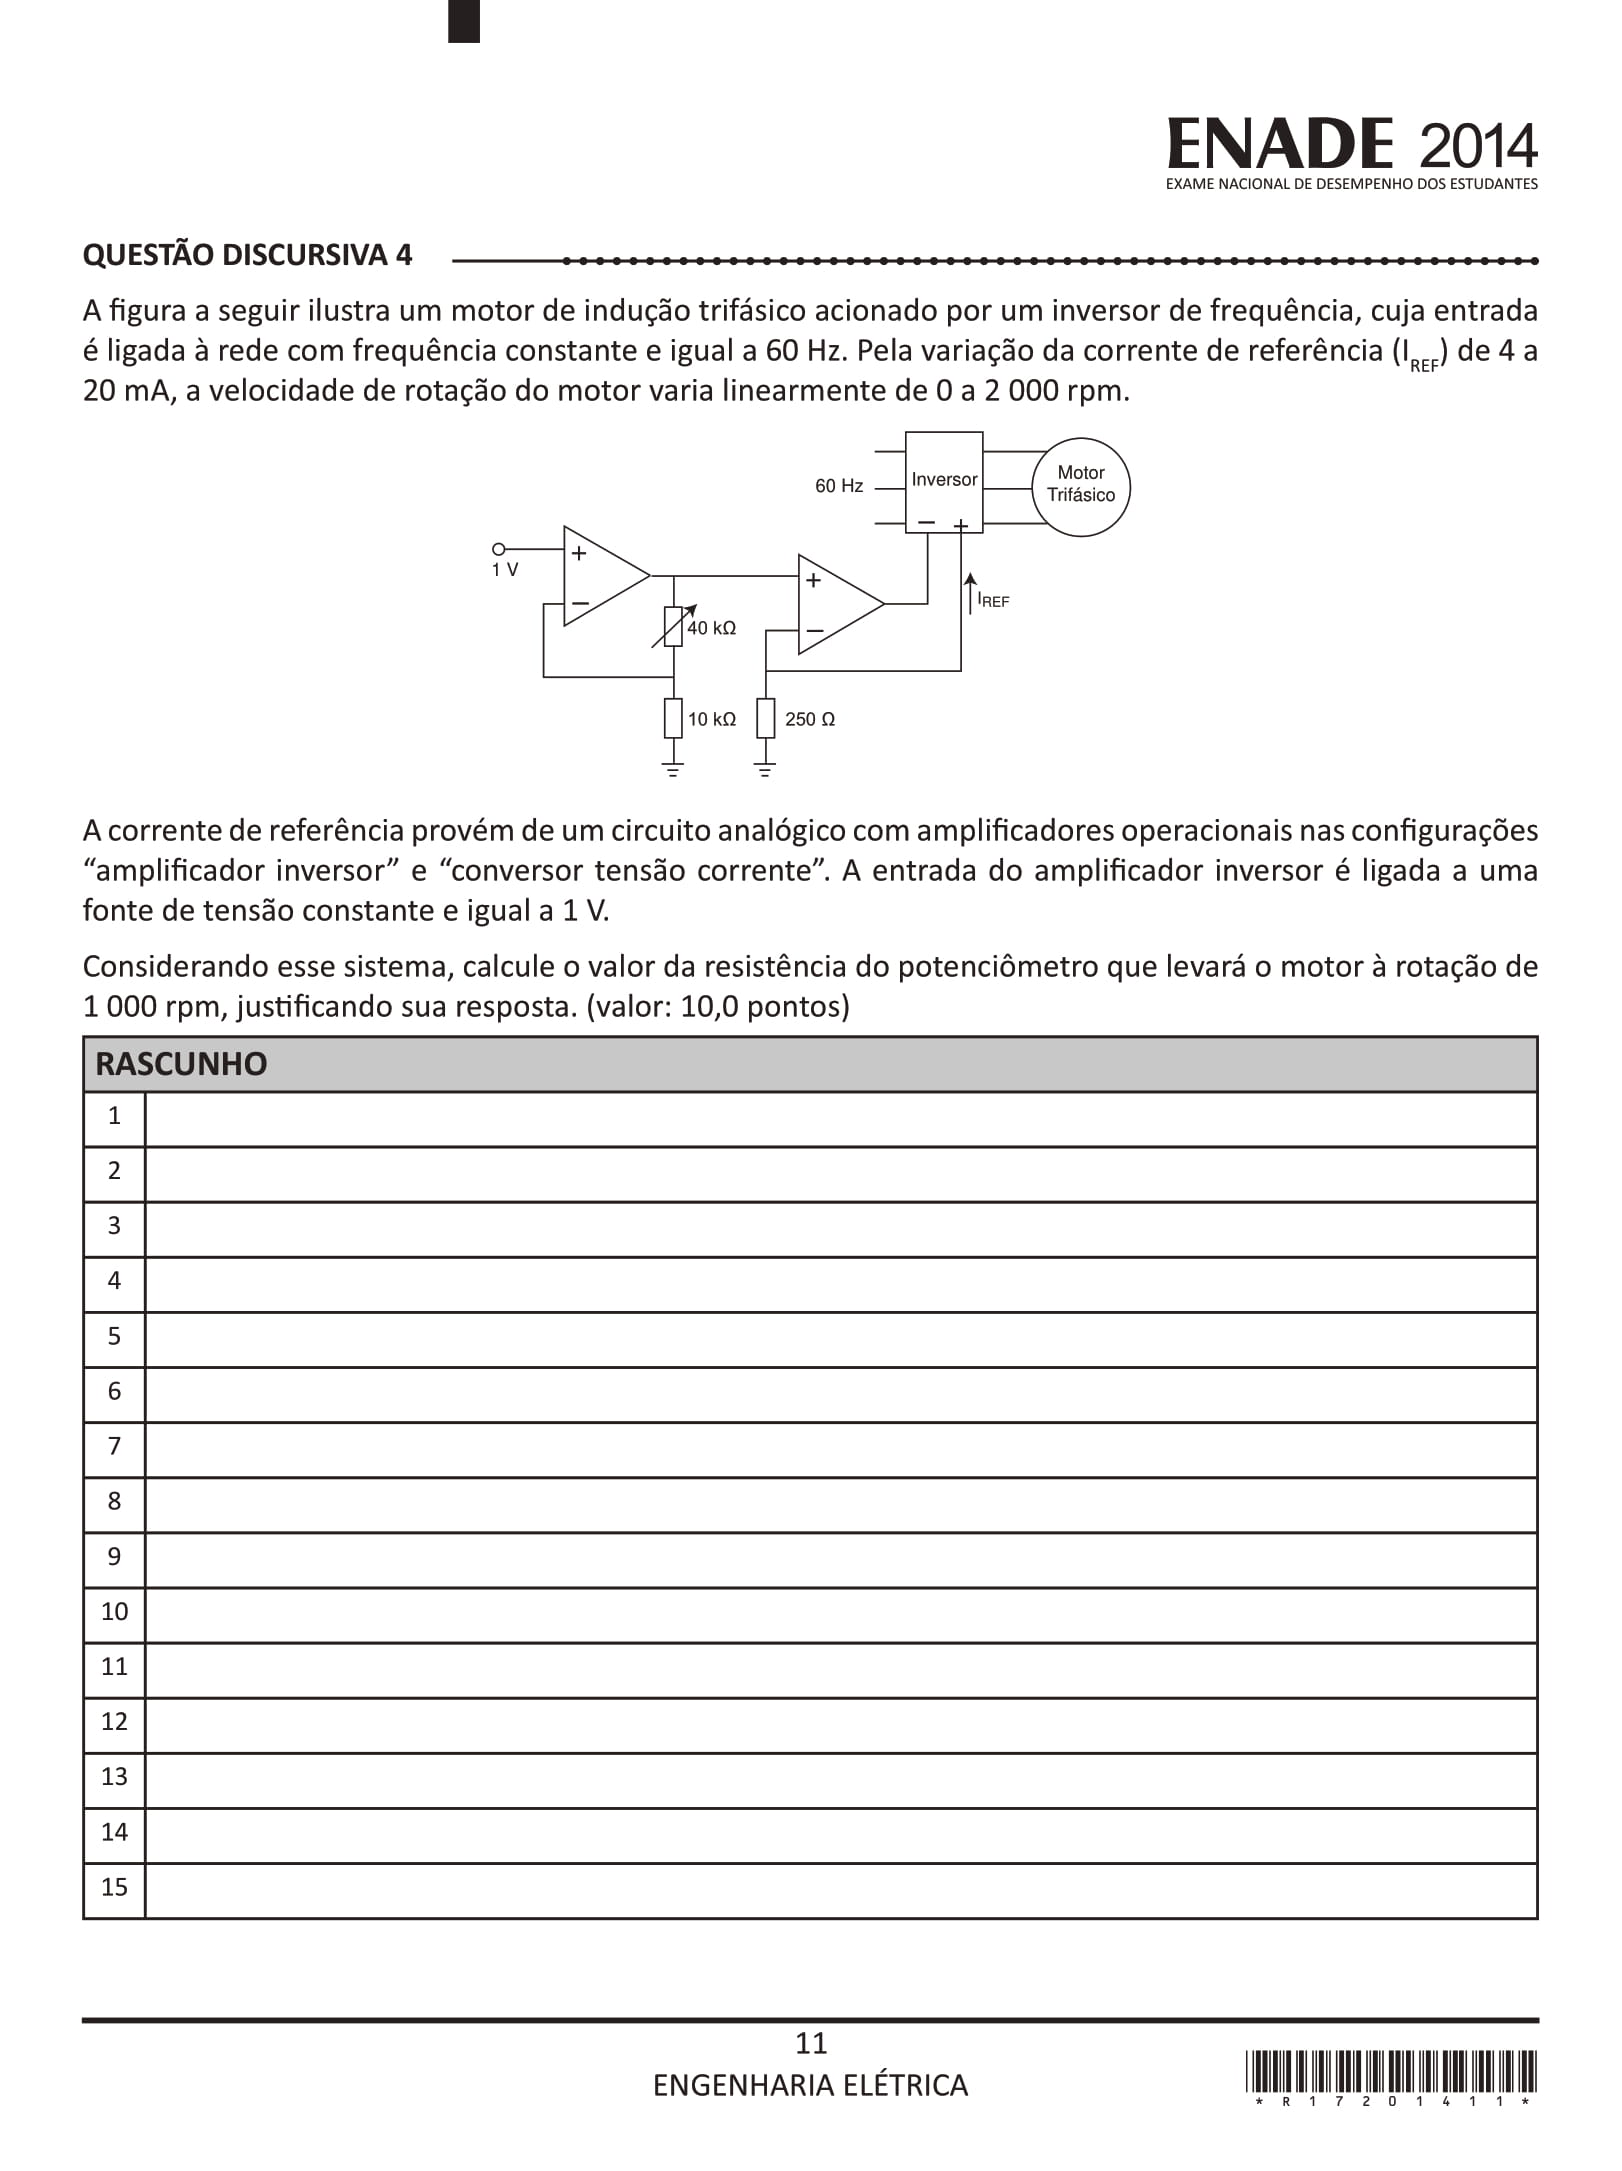 ENADE 2014
EXAME NACIONAL DE DESEMPENHO DOS ESTUDANTES
QUESTÃO DISCURSIVA 4
A figura a seguir ilustra um motor de indução trifásico acionado por um inversor de frequência, cuja entrada
é ligada à rede com frequência constante e igual a 60 Hz. Pela variação da corrente de referência (IREF) de 4 a
20 mA, a velocidade de rotação do motor varia linearmente de 0 a 2 000 rpm.
60 Hz
Inversor
− +
Motor
Trifásico
1 V
+
−
40 kΩ
10 kΩ
+
−
250 Ω
IREF
A corrente de referência provém de um circuito analógico com amplificadores operacionais nas configurações
“amplificador inversor” e “conversor tensão corrente”. A entrada do amplificador inversor é ligada a uma
fonte de tensão constante e igual a 1 V.
Considerando esse sistema, calcule o valor da resistência do potenciômetro que levará o motor à rotação de
1 000 rpm, justificando sua resposta. (valor: 10,0 pontos)
RASCUNHO
1
2
3
4
5
6
7
8
9
10
11
12
13
14
15
11
ENGENHARIA ELÉTRICA
* R 1 7 2 0 1 4 1 1 *